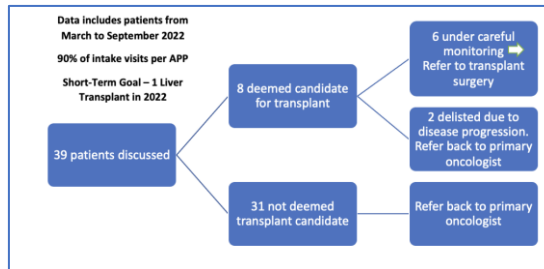 Data includes patients from
March to September 2022
90% of intake visits per APP
Short-Term Goal – 1 Liver
Transplant in 2022
39 patients discussed
8 deemed candidate
for transplant
31 not deemed
transplant candidate
6 under careful
monitoring
Refer to transplant
surgery
2 delisted due to
disease progression.
Refer back to primary
oncologist
Refer back to primary
oncologist